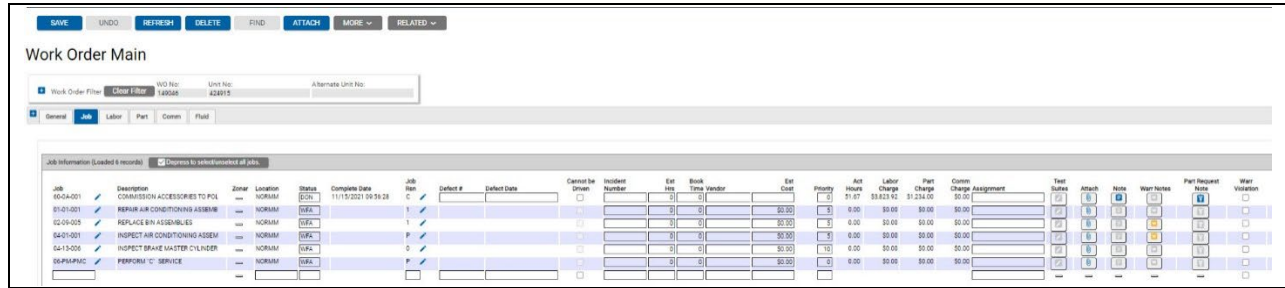 SAVE UNDO REFRESH DELETE FIND ATTACH MORE RELATED
Work Order Main
Work Order Filter Clear Filter WO No: 149046 Unit No: 424915 Alternate Unit No:
General Job Labor Part Comm Fluid
Job Information (Loaded 6 records) Depress to select/unselect all jobs.
Job Description Zonar Location Status Complete Date Job Rsn Defect # Defect Date Cannot be Driven Incident Number Est Hrs Book Time Vendor Est Cost Priority Act Hours Labor Charge Part Charge Comm Charge Assignment Test Suites Attach Note Warr Notes Part Request Note Warr Violation
60-0A-001 COMMISSION ACCESSORIES TO POL NORMM DON 11/15/2021 09:56:28 C 0 0 0 51.67 $3,823.92 $1,234.00 $0.00
01-01-001 REPAIR AIR CONDITIONING ASSEMB NORMM WFA 1 0 0 $0.00 5 0.00 $0.00 $0.00 $0.00
02-09-005 REPLACE BIN ASSEMBLIES NORMM WFA 1 0 0 $0.00 5 0.00 $0.00 $0.00 $0.00
04-01-001 INSPECT AIR CONDITIONING ASSEM NORMM WFA P 0 0 $0.00 5 0.00 $0.00 $0.00 $0.00
04-13-006 INSPECT BRAKE MASTER CYLINDER NORMM WFA 0 0 0 $0.00 10 0.00 $0.00 $0.00 $0.00
06-PM-PMC PERFORM "C" SERVICE NORMM WFA P 0 0 $0.00 0 0.00 $0.00 $0.00 $0.00